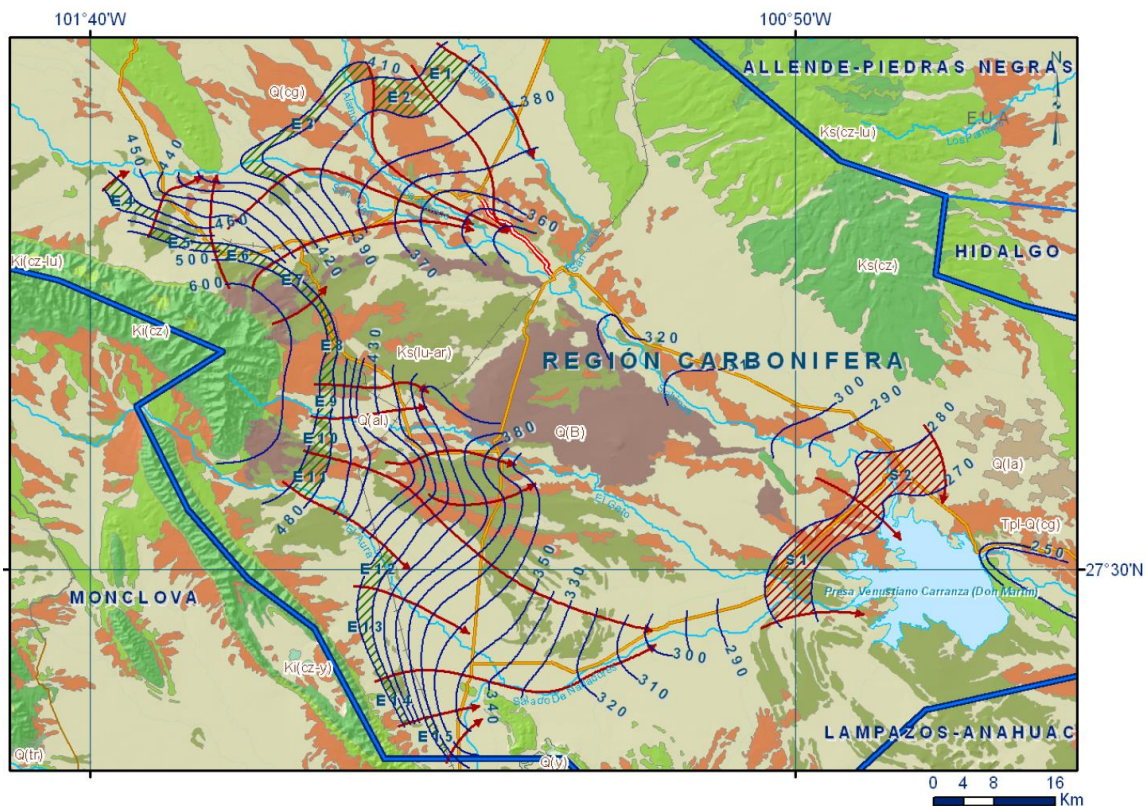 101°40'W
100°50'W
ALLENDE-PIEDRAS NEGRAS
N
410
E1
Q(cg)
E2
380
Alamos
E.U.A
E3
Ks(cz-lu)
450
440
E4
460
360
E5
E6
390
500
HIDALGO
Ki(cz-lu)
420
370
Ks(cz)
600
E7
Ki(cz)
320
E8
430
Ks(lu-ar)
REGIÓN CARBONIFERA
300
E9
290
Q(al)
280
E10
380
Q(B)
Q(la)
S2
270
E11
480
Tpl-Q(cg)
250
350
S1
27°30'N
E12
330
Presa Venustiano Carranza (Don Martín)
MONCLOVA
E13
300
290
Ki(cz-y)
310
320
Salado De Nadadores
E14
340
LAMPAZOS-ANAHUAC
E15
Q(tr)
Q(y)
0 4 8 16
Km